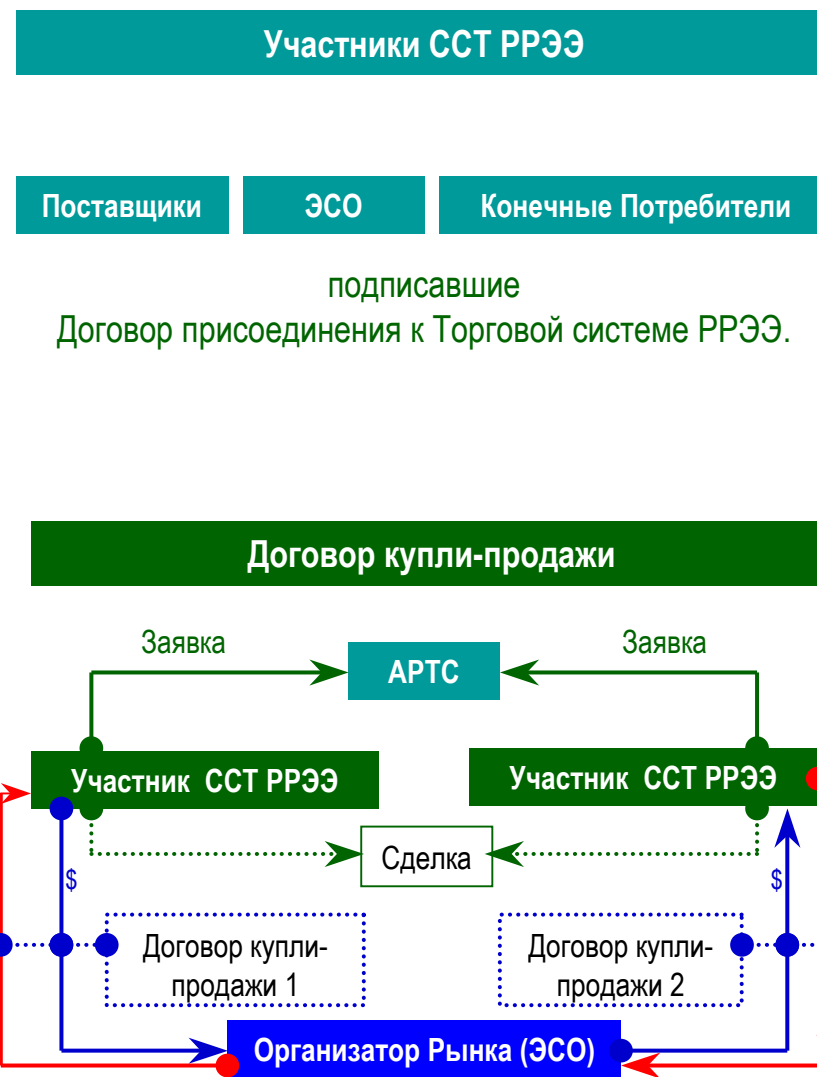 Участники ССТ РРЭЭ
Поставщики
ЭСО
Конечные Потребители
подписавшие
Договор присоединения к Торговой системе РРЭЭ.
Договор купли-продажи
Заявка
Заявка
АРТС
Участник ССТ РРЭЭ
Участник ССТ РРЭЭ
Сделка
$
$
Договор купли-
продажи 1
Договор купли-
продажи 2
Организатор Рынка (ЭСО)